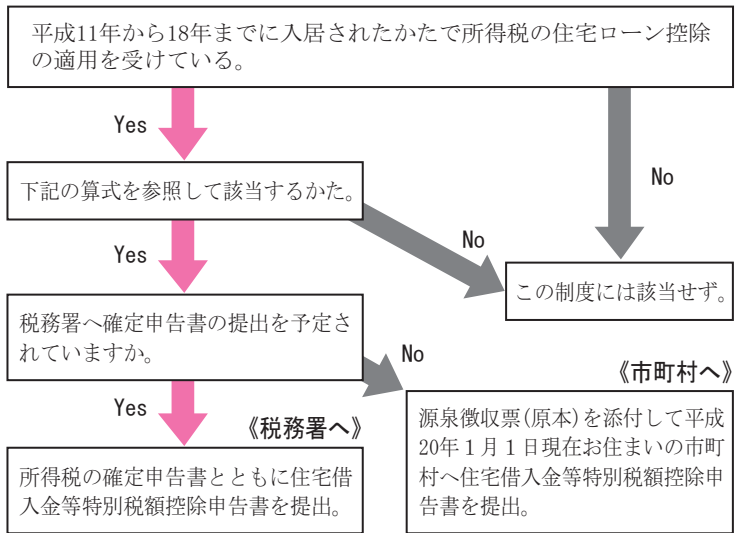 平成11年から18年までに入居されたかたで所得税の住宅ローン控除
の適用を受けている。
Yes
No
下記の算式を参照して該当するかた。
Yes
No
この制度には該当せず。
税務署へ確定申告書の提出を予定さ
れていますか。
No
Yes
《税務署へ》
所得税の確定申告書とともに住宅借
入金等特別税額控除申告書を提出。
《市町村へ》
源泉徴収票(原本)を添付して平成
20年1月1日現在お住まいの市町
村へ住宅借入金等特別税額控除申
告書を提出。